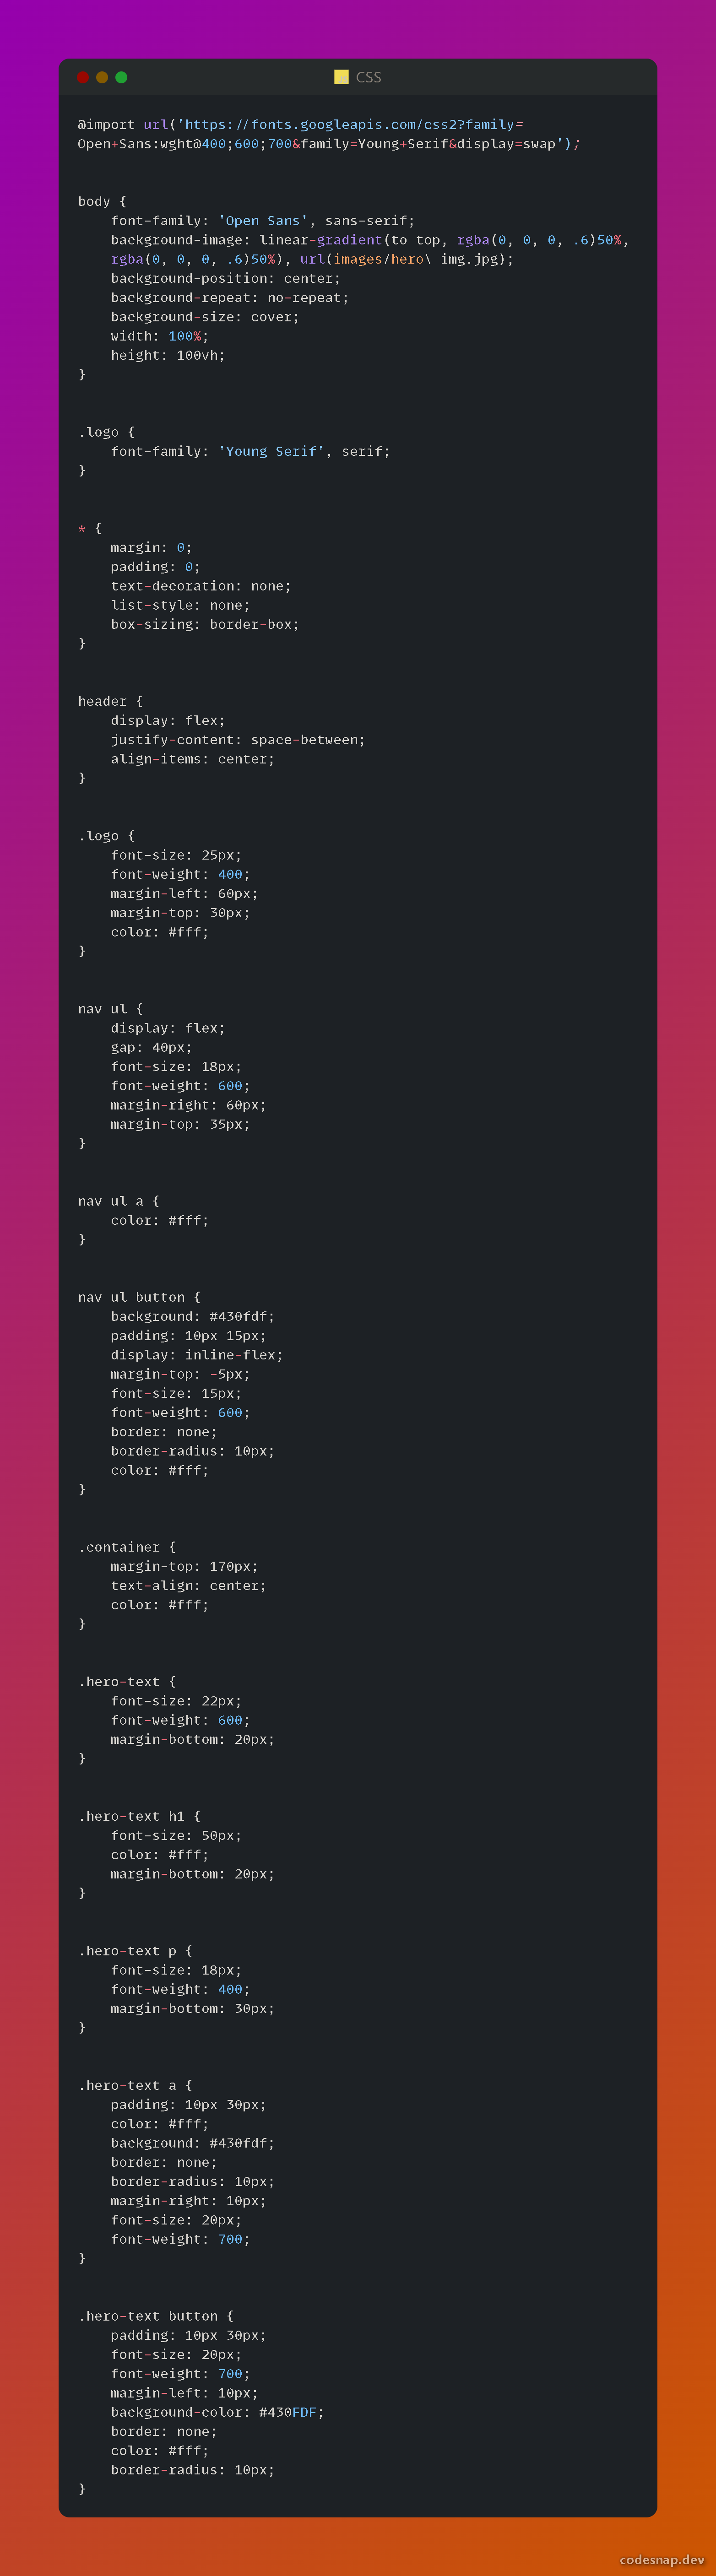 CSS
@import url('https://fonts.googleapis.com/css2?family=
Open+Sans:wght@400;600;700&family=Young+Serif&display=swap');
body {
    font-family: 'Open Sans', sans-serif;
    background-image: linear-gradient(to top, rgba(0, 0, 0, .6)50%,
    rgba(0, 0, 0, .6)50%), url(images/hero\ img.jpg);
    background-position: center;
    background-repeat: no-repeat;
    background-size: cover;
    width: 100%;
    height: 100vh;
}
.logo {
    font-family: 'Young Serif', serif;
}
* {
    margin: 0;
    padding: 0;
    text-decoration: none;
    list-style: none;
    box-sizing: border-box;
}
header {
    display: flex;
    justify-content: space-between;
    align-items: center;
}
.logo {
    font-size: 25px;
    font-weight: 400;
    margin-left: 60px;
    margin-top: 30px;
    color: #fff;
}
nav ul {
    display: flex;
    gap: 40px;
    font-size: 18px;
    font-weight: 600;
    margin-right: 60px;
    margin-top: 35px;
}
nav ul a {
    color: #fff;
}
nav ul button {
    background: #430fdf;
    padding: 10px 15px;
    display: inline-flex;
    margin-top: -5px;
    font-size: 15px;
    font-weight: 600;
    border: none;
    border-radius: 10px;
    color: #fff;
}
.container {
    margin-top: 170px;
    text-align: center;
    color: #fff;
}
.hero-text {
    font-size: 22px;
    font-weight: 600;
    margin-bottom: 20px;
}
.hero-text h1 {
    font-size: 50px;
    color: #fff;
    margin-bottom: 20px;
}
.hero-text p {
    font-size: 18px;
    font-weight: 400;
    margin-bottom: 30px;
}
.hero-text a {
    padding: 10px 30px;
    color: #fff;
    background: #430fdf;
    border: none;
    border-radius: 10px;
    margin-right: 10px;
    font-size: 20px;
    font-weight: 700;
}
.hero-text button {
    padding: 10px 30px;
    font-size: 20px;
    font-weight: 700;
    margin-left: 10px;
    background-color: #430FDF;
    border: none;
    color: #fff;
    border-radius: 10px;
}
codesnap.dev